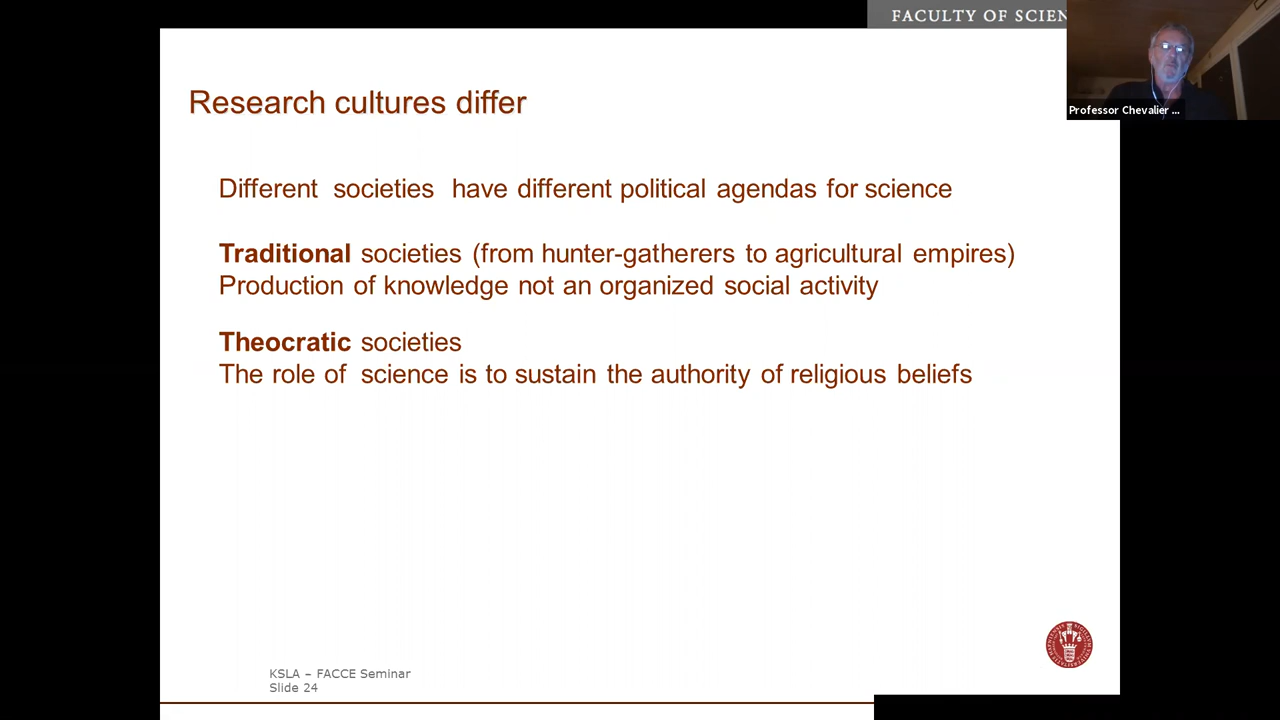 FACULTY OF SCIEN
Professor Chevalier ...
Research cultures differ
Different societies have different political agendas for science
Traditional societies (from hunter-gatherers to agricultural empires)
Production of knowledge not an organized social activity
Theocratic societies
The role of science is to sustain the authority of religious beliefs
KSLA – FACCE Seminar
Slide 24